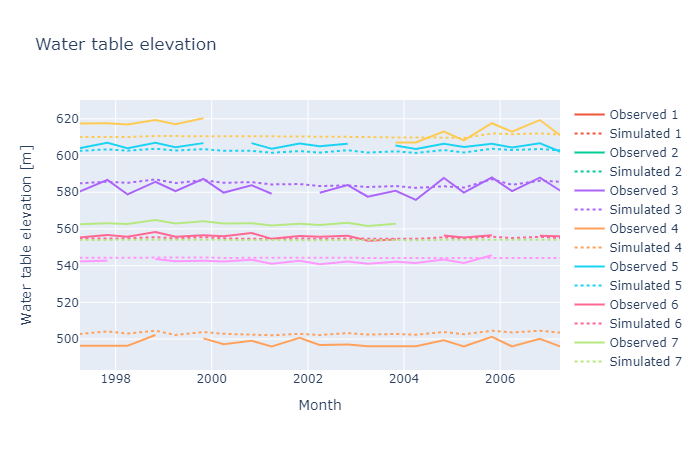 Water table elevation
Water table elevation [m]
620
600
580
560
540
520
500
1998
2000
2002
2004
2006
Month
Observed 1
Simulated 1
Observed 2
Simulated 2
Observed 3
Simulated 3
Observed 4
Simulated 4
Observed 5
Simulated 5
Observed 6
Simulated 6
Observed 7
Simulated 7